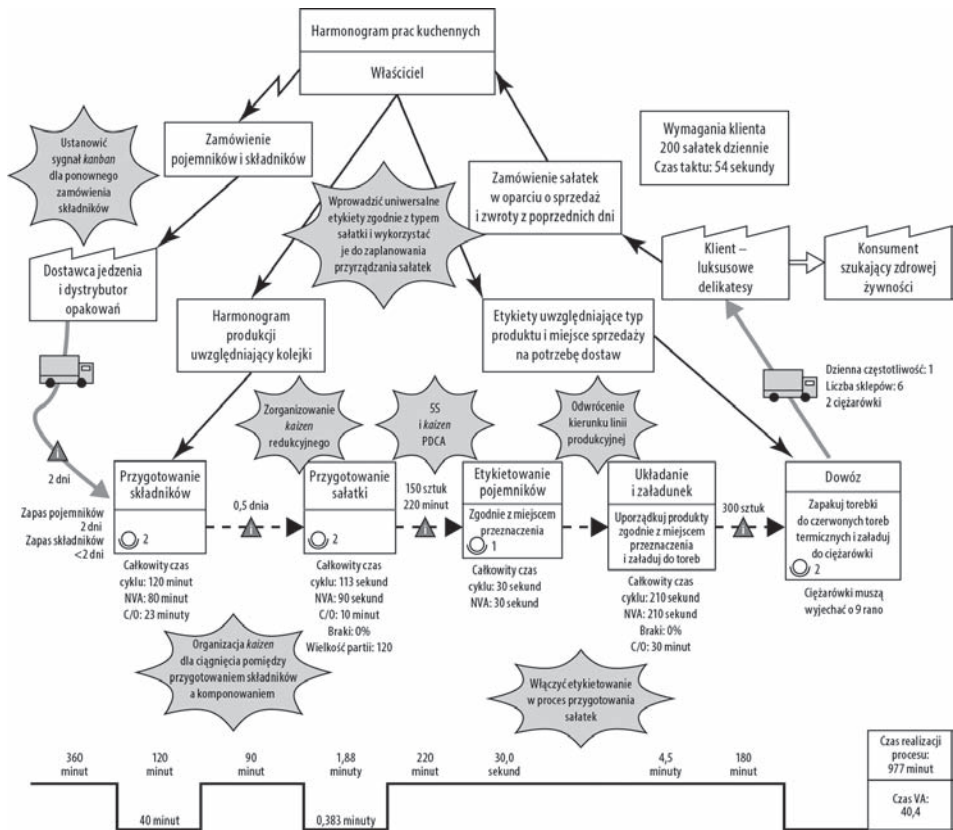 Harmonogram prac kuchennych
Właściciel
Ustanowić
sygnał kanban
dla ponownego
zamówienia
składników
Zamówienie
pojemników i składników
Wprowadzić uniwersalne
etykiety zgodnie z typem
sałatki i wykorzystać
je do zaplanowania
przyrządzania sałatek
Zamówienie sałatek
w oparciu o sprzedaż
i zwroty z poprzednich dni
Wymagania klienta
200 sałatek dziennie
Czas taktu: 54 sekundy
Dostawca jedzenia
i dystrybutor
opakowań
Klient –
luksusowe
delikatesy
Konsument
szukający zdrowej
żywności
Harmonogram
produkcji
uwzględniający kolejki
Etykiety uwzględniające typ
produktu i miejsce sprzedaży
na potrzebę dostaw
Dzienna częstotliwość: 1
Liczba sklepów: 6
2 ciężarówki
Zorganizowanie
kaizen
redukcyjnego
5S
i kaizen
PDCA
Odwrócenie
kierunku linii
produkcyjnej
i
2 dni
Zapas pojemników
2 dni
Zapas składników
<2 dni
Przygotowanie
składników
2
Całkowity czas
cyklu: 120 minut
NVA: 80 minut
C/O: 23 minuty
0,5 dnia
i
Przygotowanie
sałatki
2
Całkowity czas
cyklu: 113 sekund
NVA: 90 sekund
C/O: 10 minut
Braki: 0%
Wielkość partii: 120
150 sztuk
220 minut
i
Etykietowanie
pojemników
Zgodnie z miejscem
przeznaczenia
1
Całkowity czas
cyklu: 30 sekund
NVA: 30 sekund
Układanie
i załadunek
Uporządkuj produkty
zgodnie z miejscem
przeznaczenia
i załaduj do toreb
Całkowity czas
cyklu: 210 sekund
NVA: 210 sekund
Braki: 0%
C/O: 30 minut
300 sztuk
i
Dowóz
Zapakuj torebki
do czerwonych toreb
termicznych i załaduj
do ciężarówki
2
Ciężarówki muszą
wyjechać o 9 rano
Organizacja kaizen
dla ciągnięcia pomiędzy
przygotowaniem składników
a komponowaniem
Włączyć etykietowanie
w proces przygotowania
sałatek
360
minut
120
minut
90
minut
1,88
minuty
220
minut
30,0
sekund
4,5
minuty
180
minut
40 minut
0,383 minuty
Czas realizacji
procesu:
977 minut
Czas VA:
40,4